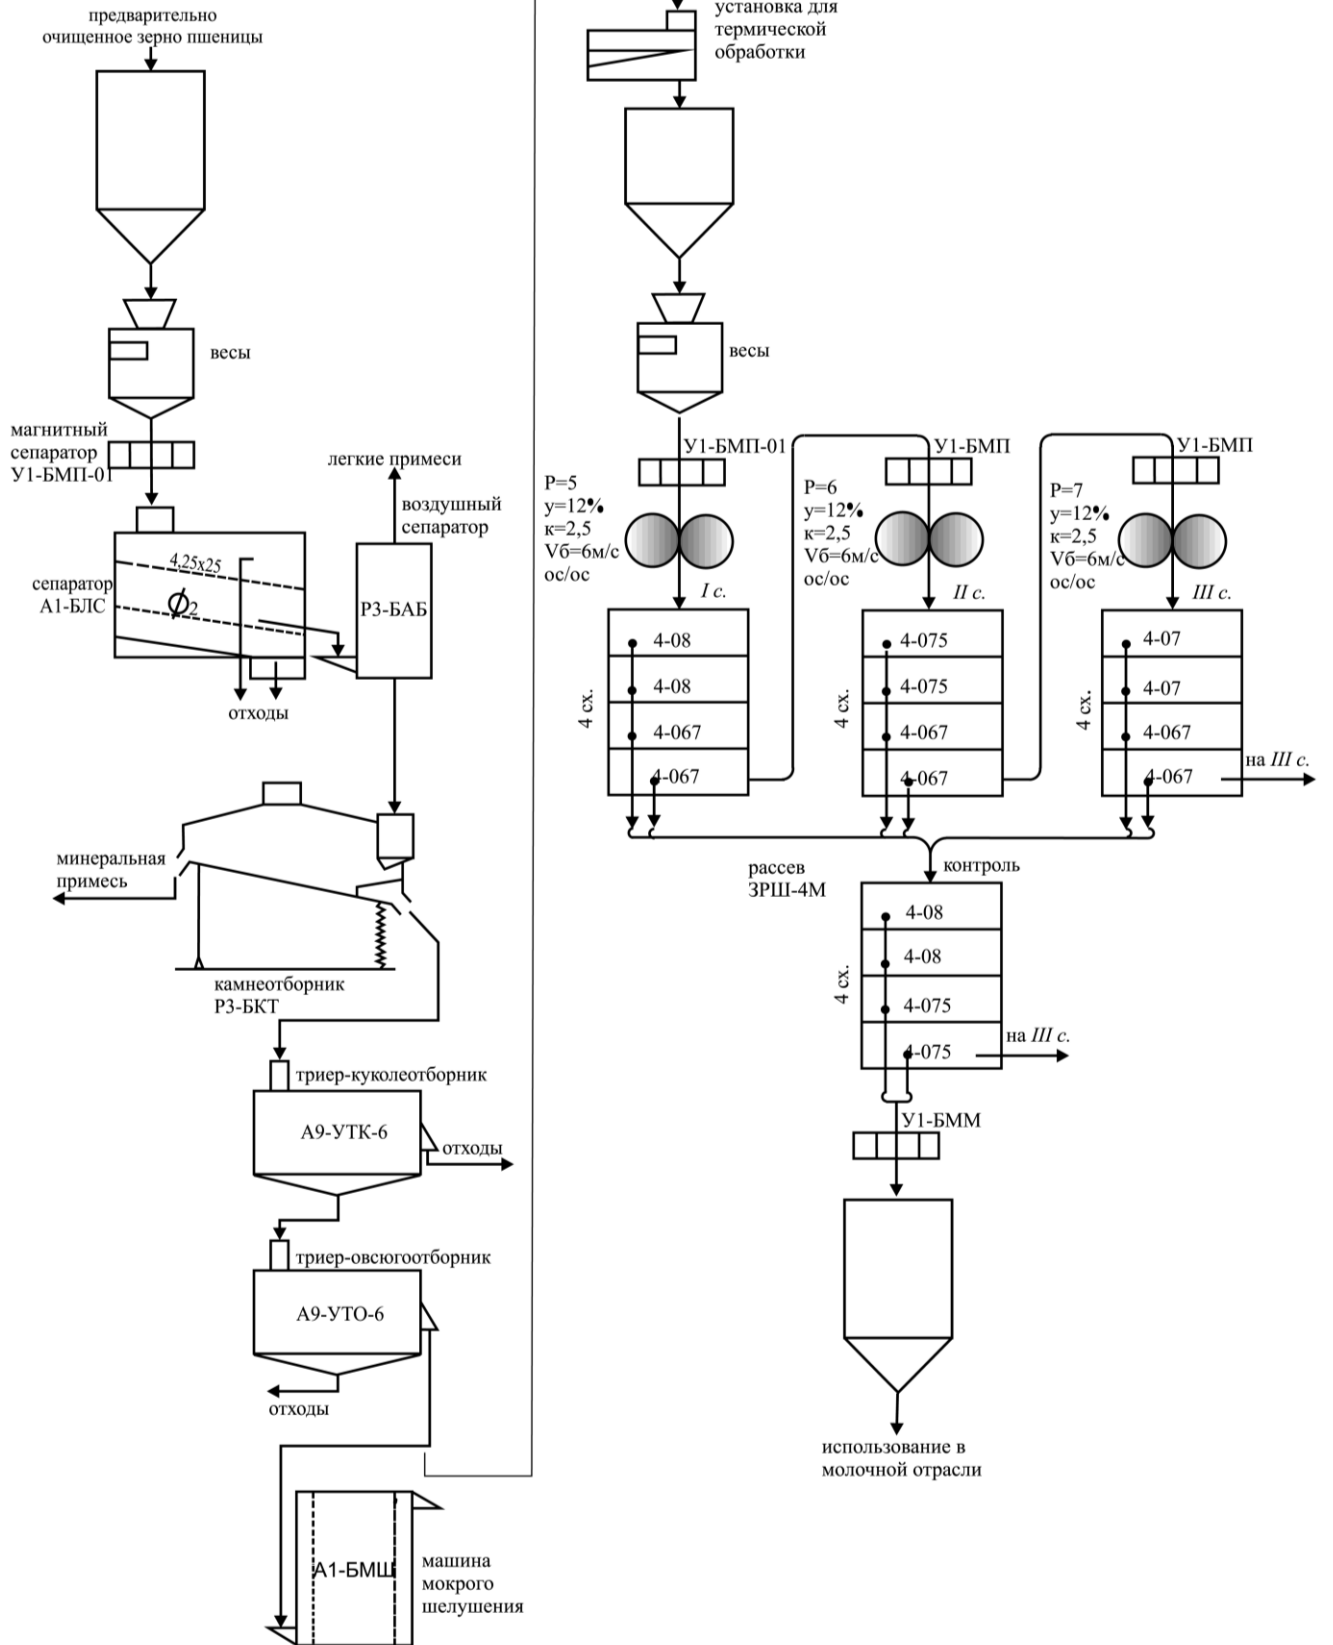 предварительно
очищенное зерно пшеницы
весы
магнитный
сепаратор
У1-БМП-01
легкие примеси
воздушный
сепаратор
сепаратор
А1-БЛС
4,25х25
Ф2
Р3-БАБ
отходы
минеральная
примесь
камнеотборник
Р3-БКТ
триер-куколеотборник
А9-УТК-6
отходы
триер-овсюгоотборник
А9-УТО-6
отходы
А1-БМШ
машина
мокрого
шелушения
установка для
термической
обработки
весы
У1-БМП-01
Р=5
у=12%
к=2,5
Vб=6м/с
ос/ос
I с.
4 сх.
4-08
4-08
4-067
4-067
У1-БМП
Р=6
у=12%
к=2,5
Vб=6м/с
ос/ос
II с.
4 сх.
4-075
4-075
4-067
4-067
У1-БМП
Р=7
у=12%
к=2,5
Vб=6м/с
ос/ос
III с.
4 сх.
4-07
4-07
4-067
4-067
на III с.
рассев
ЗРШ-4М
контроль
4 сх.
4-08
4-08
4-075
4-075
на III с.
У1-БММ
использование в
молочной отрасли